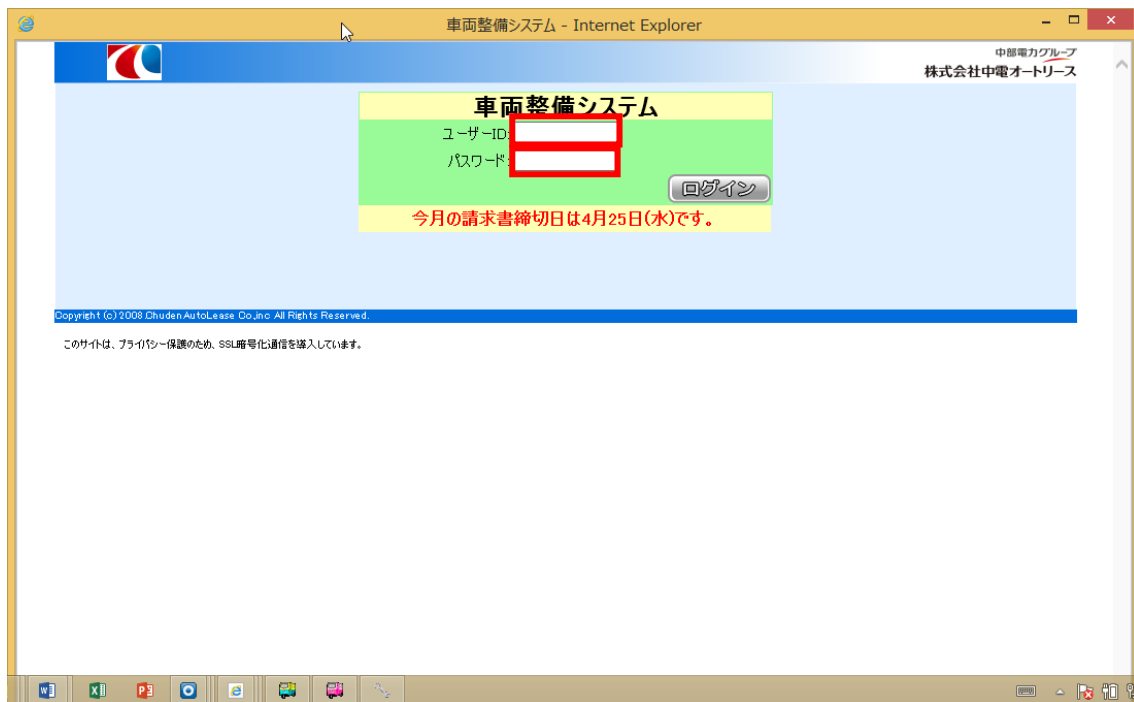 車両整備システム - Internet Explorer
中部電力グループ
株式会社中電オートリース
車両整備システム
ユーザーID:
パスワード:
ログイン
今月の請求書締切日は4月25日(水)です。
Copyright (c) 2008 Chuden AutoLease Co,inc All Rights Reserved.
このサイトは、プライバシー保護のため、SSL暗号化通信を導入しています。